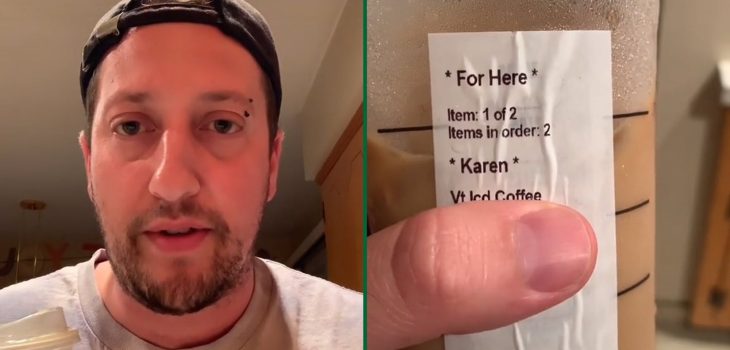 * For Here *
Item: 1 of 2
Items in order: 2
* Karen *
Vt Icd Coffee